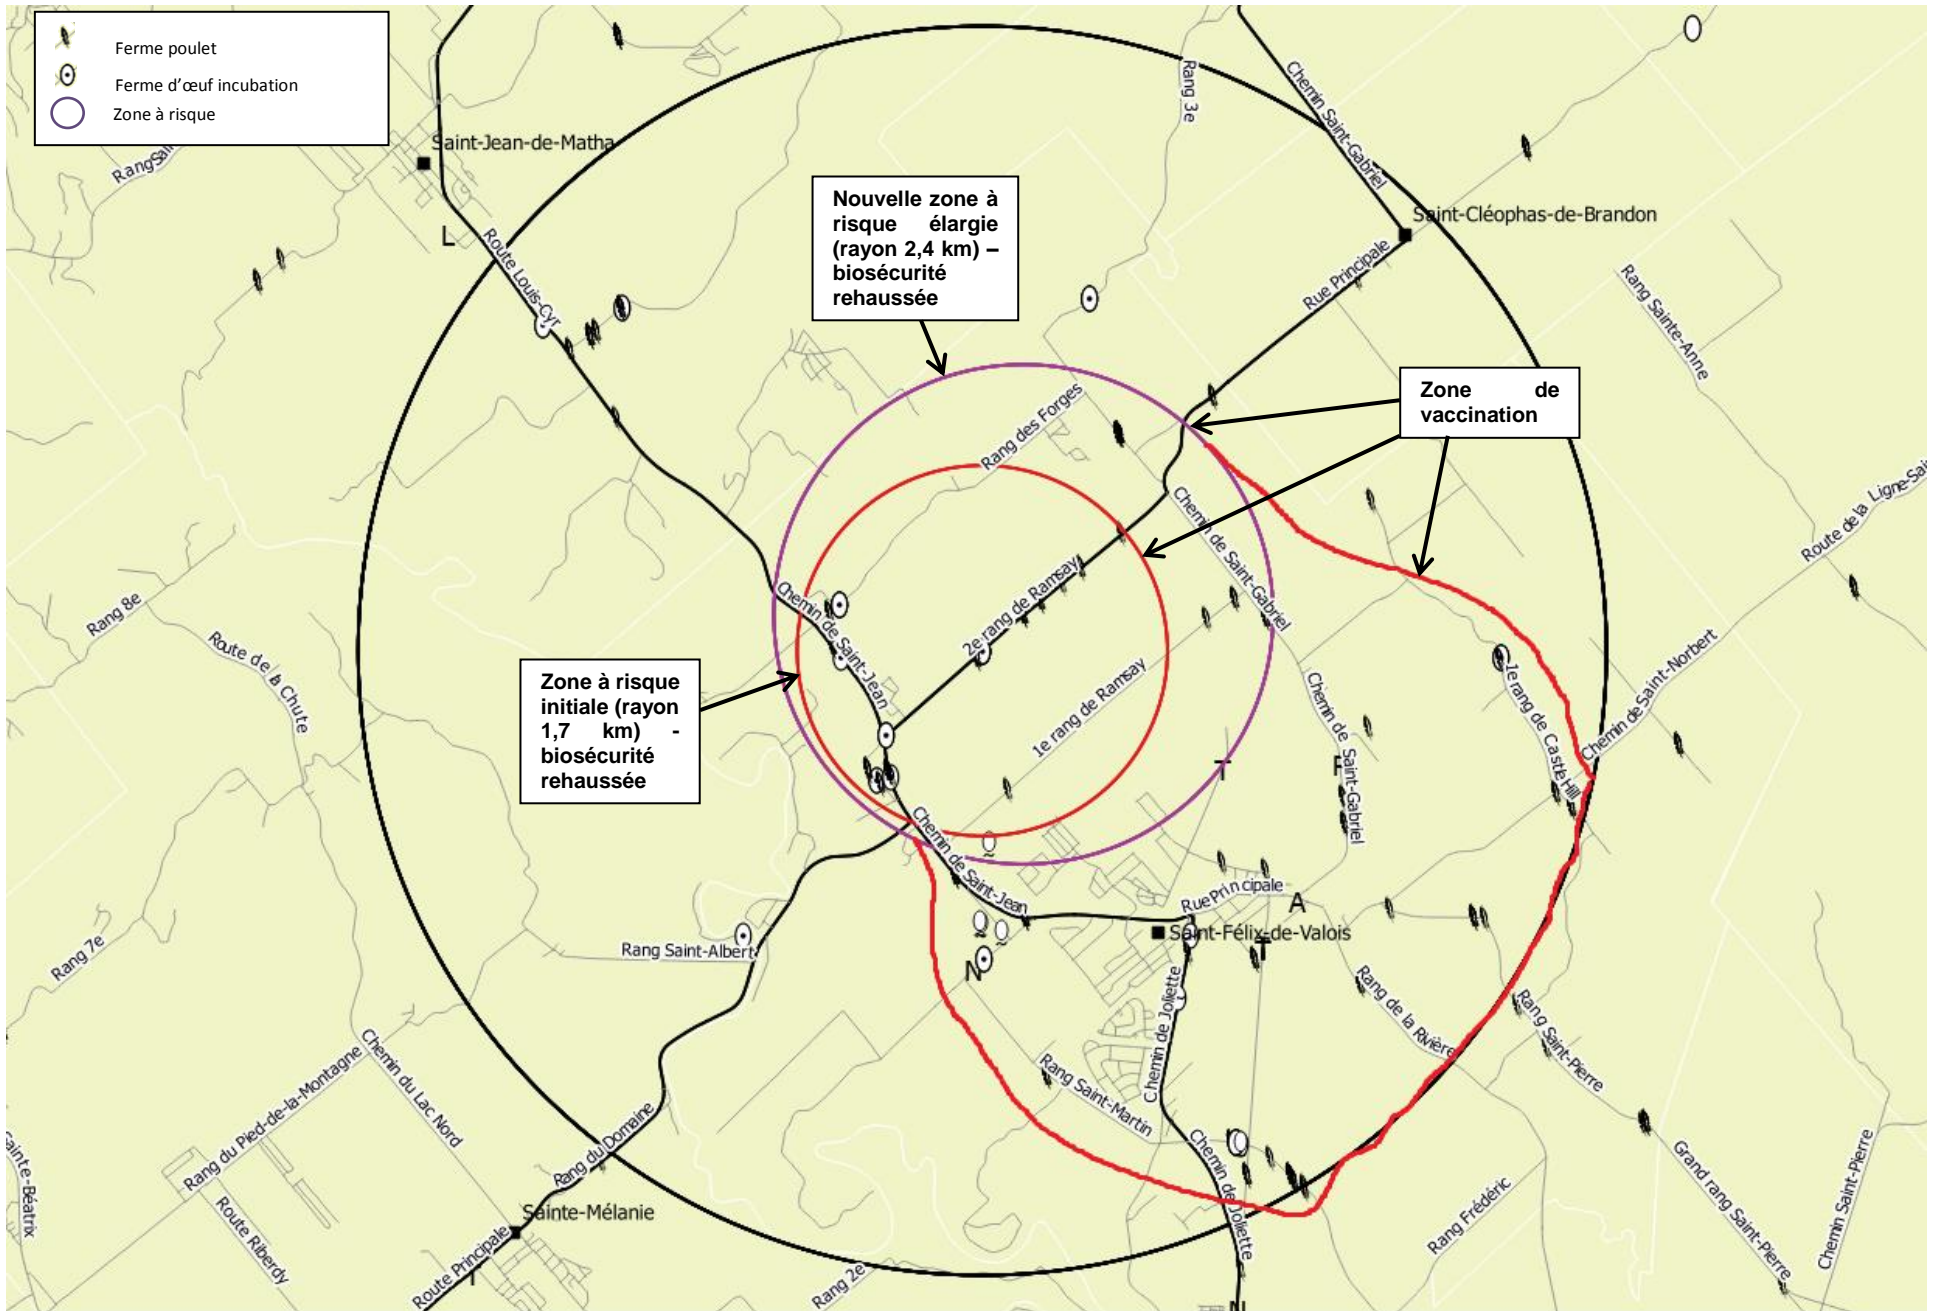 Ferme poulet
Ferme d'œuf incubation
Zone à risque
Saint-Jean-de-Matha
L
Route Louis-Cyr
Rang 3e
Chemin Saint-Gabriel
Saint-Cléophas-de-Brandon
Rue Principale
Rang Sainte-Anne
Nouvelle zone à
risque élargie
(rayon 2,4 km) –
biosécurité
rehaussée
Zone de
vaccination
Rang des Forges
Route de la Ligne-Sai
Chemin de Saint-Gabriel
2e rang de Ramsay
Chemin de Saint-Jean
1e rang de Ramsay
Rang 8e
Route de la Chute
Zone à risque
initiale (rayon
1,7 km) -
biosécurité
rehaussée
Chemin de Saint-Gabriel
1e rang de Castle Hill
Chemin de Saint-Norbert
T
Chemin de Saint-Jean
Rue Principale
A
Saint-Félix-de-Valois
T
Rang 7e
Rang Saint-Albert
N
Chemin de Joliette
Rang de la Rivière
Rang Saint-Pierre
Chemin du Lac Nord
Rang du Pied-de-la-Montagne
Rang Saint-Martin
Rang du Domaine
Chemin de Joliette
Grand rang Saint-Pierre
Chemin Saint-Pierre
Rang Frédéric
ainte-Béatrix
Route Riberdy
Sainte-Mélanie
Route Principale
Rang 2e